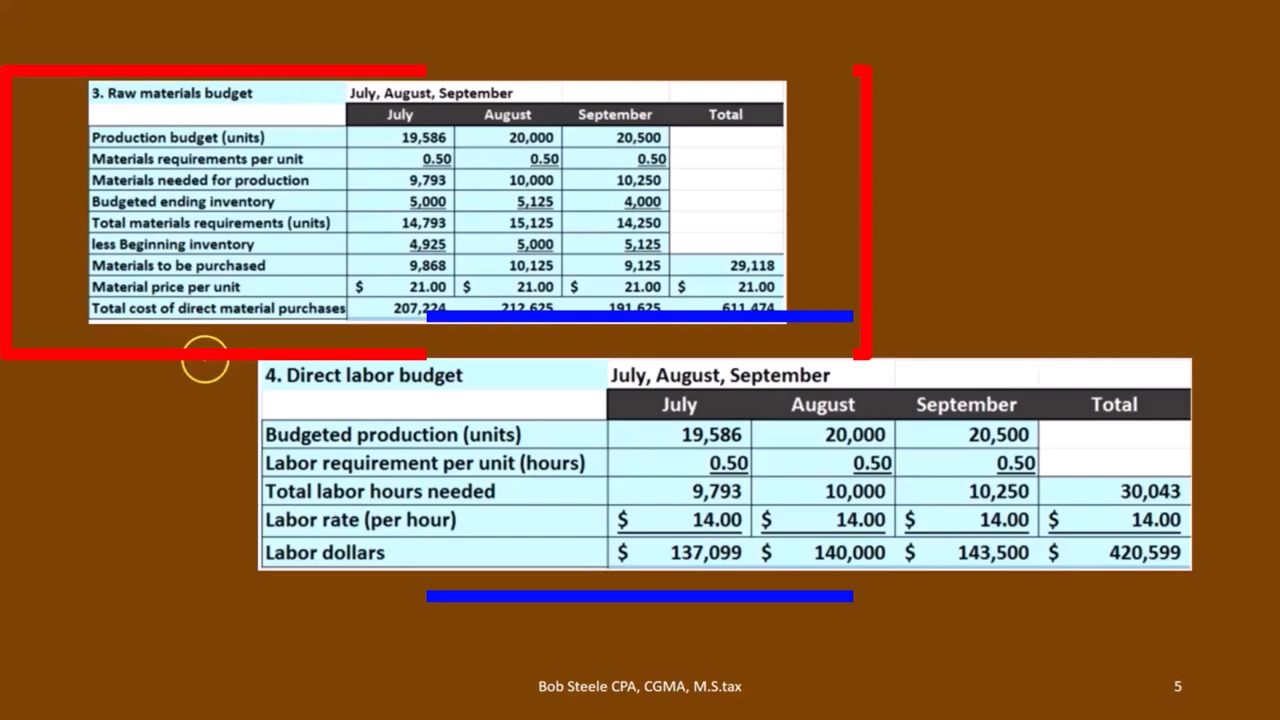 3. Raw materials budget July, August, September
July August September Total
Production budget (units) 19,586 20,000 20,500
Materials requirements per unit 0.50 0.50 0.50
Materials needed for production 9,793 10,000 10,250
Budgeted ending inventory 5,000 5,125 4,000
Total materials requirements (units) 14,793 15,125 14,250
less Beginning inventory 4,925 5,000 5,125
Materials to be purchased 9,868 10,125 9,125 29,118
Material price per unit $ 21.00 $ 21.00 $ 21.00 $ 21.00
Total cost of direct material purchases 207,224 212,625 191,625 611,474
4. Direct labor budget July, August, September
July August September Total
Budgeted production (units) 19,586 20,000 20,500
Labor requirement per unit (hours) 0.50 0.50 0.50
Total labor hours needed 9,793 10,000 10,250 30,043
Labor rate (per hour) $ 14.00 $ 14.00 $ 14.00 $ 14.00
Labor dollars $ 137,099 $ 140,000 $ 143,500 $ 420,599
Bob Steele CPA, CGMA, M.S.tax 5